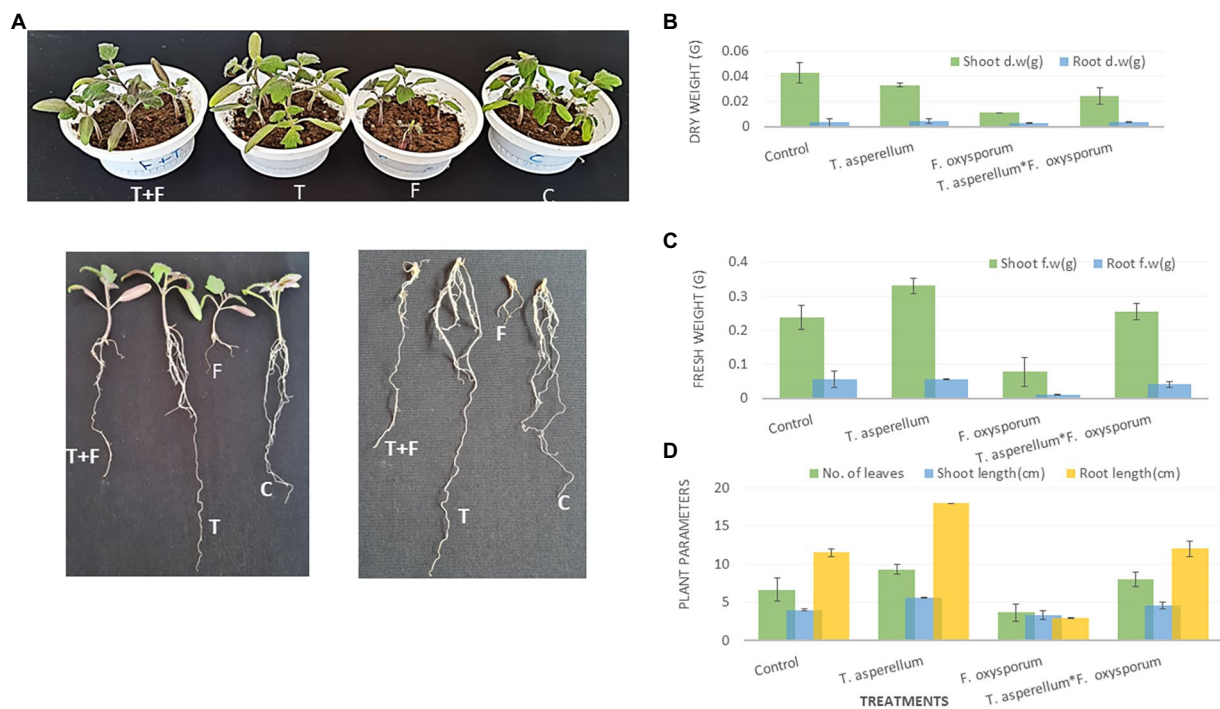 A
F+T
C
T+F
T
F
C
T+F
F
T
C
T+F
F
T
C
B
DRY WEIGHT (G)
0.06
0.04
0.02
0
Shoot d.w(g) Root d.w(g)
Control
T. asperellum
F. oxysporum
T. asperellum*F. oxysporum
C
FRESH WEIGHT (G)
0.4
0.3
0.2
0.1
0
Shoot f.w(g) Root f.w(g)
Control
T. asperellum
F. oxysporum
T. asperellum*F. oxysporum
D
No. of leaves Shoot length(cm) Root length(cm)
PLANT PARAMETERS
20
15
10
5
0
Control
T. asperellum
F. oxysporum
T. asperellum*F. oxysporum
TREATMENTS